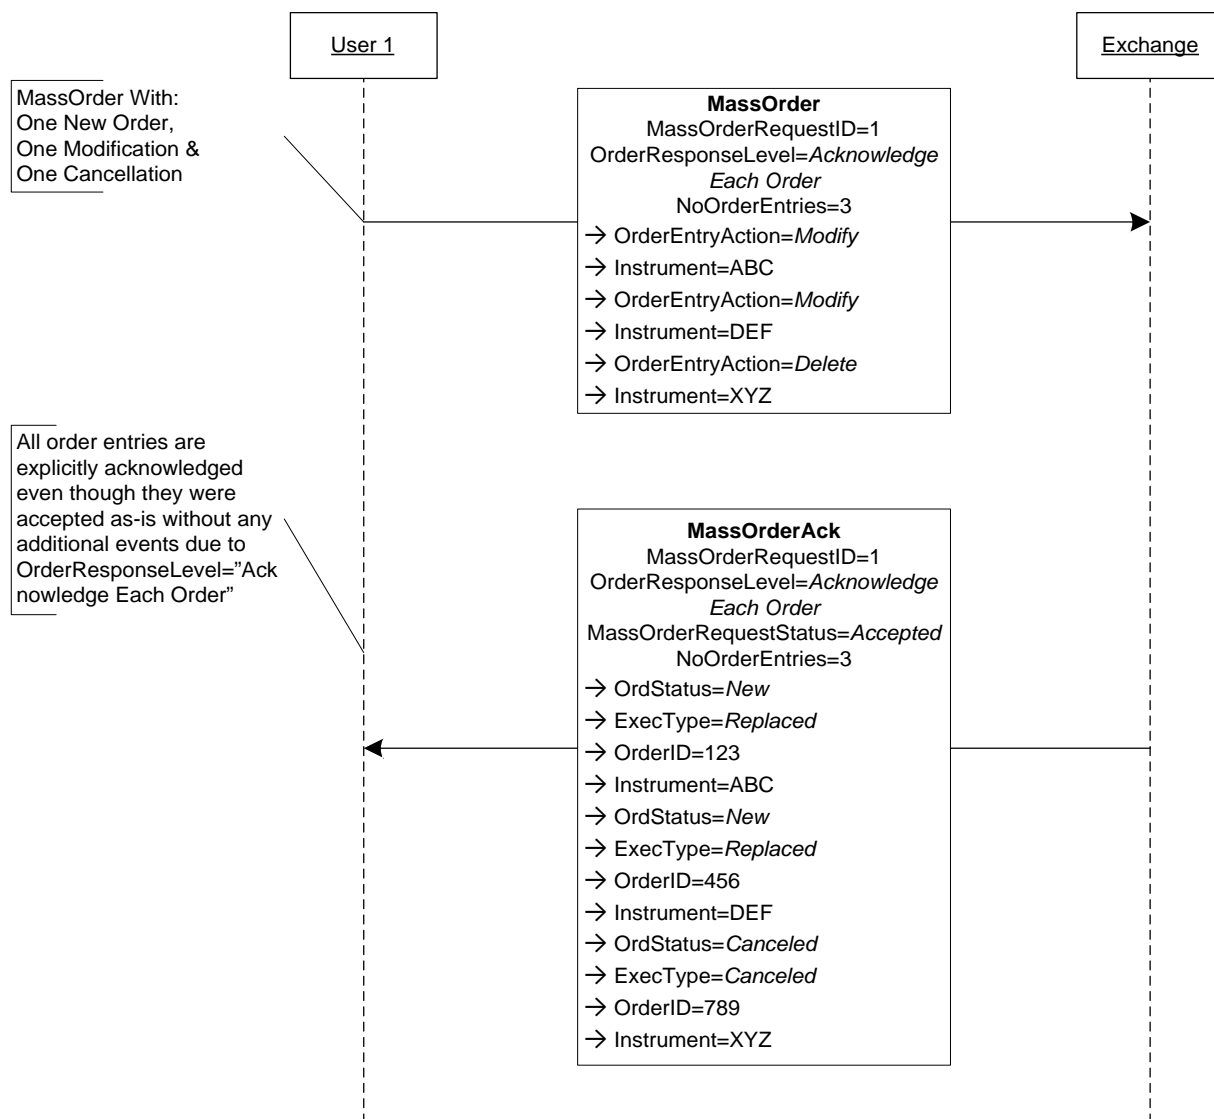 User 1
Exchange
MassOrder With:
One New Order,
One Modification &
One Cancellation
MassOrder
MassOrderRequestID=1
OrderResponseLevel=Acknowledge
Each Order
NoOrderEntries=3
→ OrderEntryAction=Modify
→ Instrument=ABC
→ OrderEntryAction=Modify
→ Instrument=DEF
→ OrderEntryAction=Delete
→ Instrument=XYZ
All order entries are
explicitly acknowledged
even though they were
accepted as-is without any
additional events due to
OrderResponseLevel=”Ack
nowledge Each Order”
MassOrderAck
MassOrderRequestID=1
OrderResponseLevel=Acknowledge
Each Order
MassOrderRequestStatus=Accepted
NoOrderEntries=3
→ OrdStatus=New
→ ExecType=Replaced
→ OrderID=123
→ Instrument=ABC
→ OrdStatus=New
→ ExecType=Replaced
→ OrderID=456
→ Instrument=DEF
→ OrdStatus=Canceled
→ ExecType=Canceled
→ OrderID=789
→ Instrument=XYZ